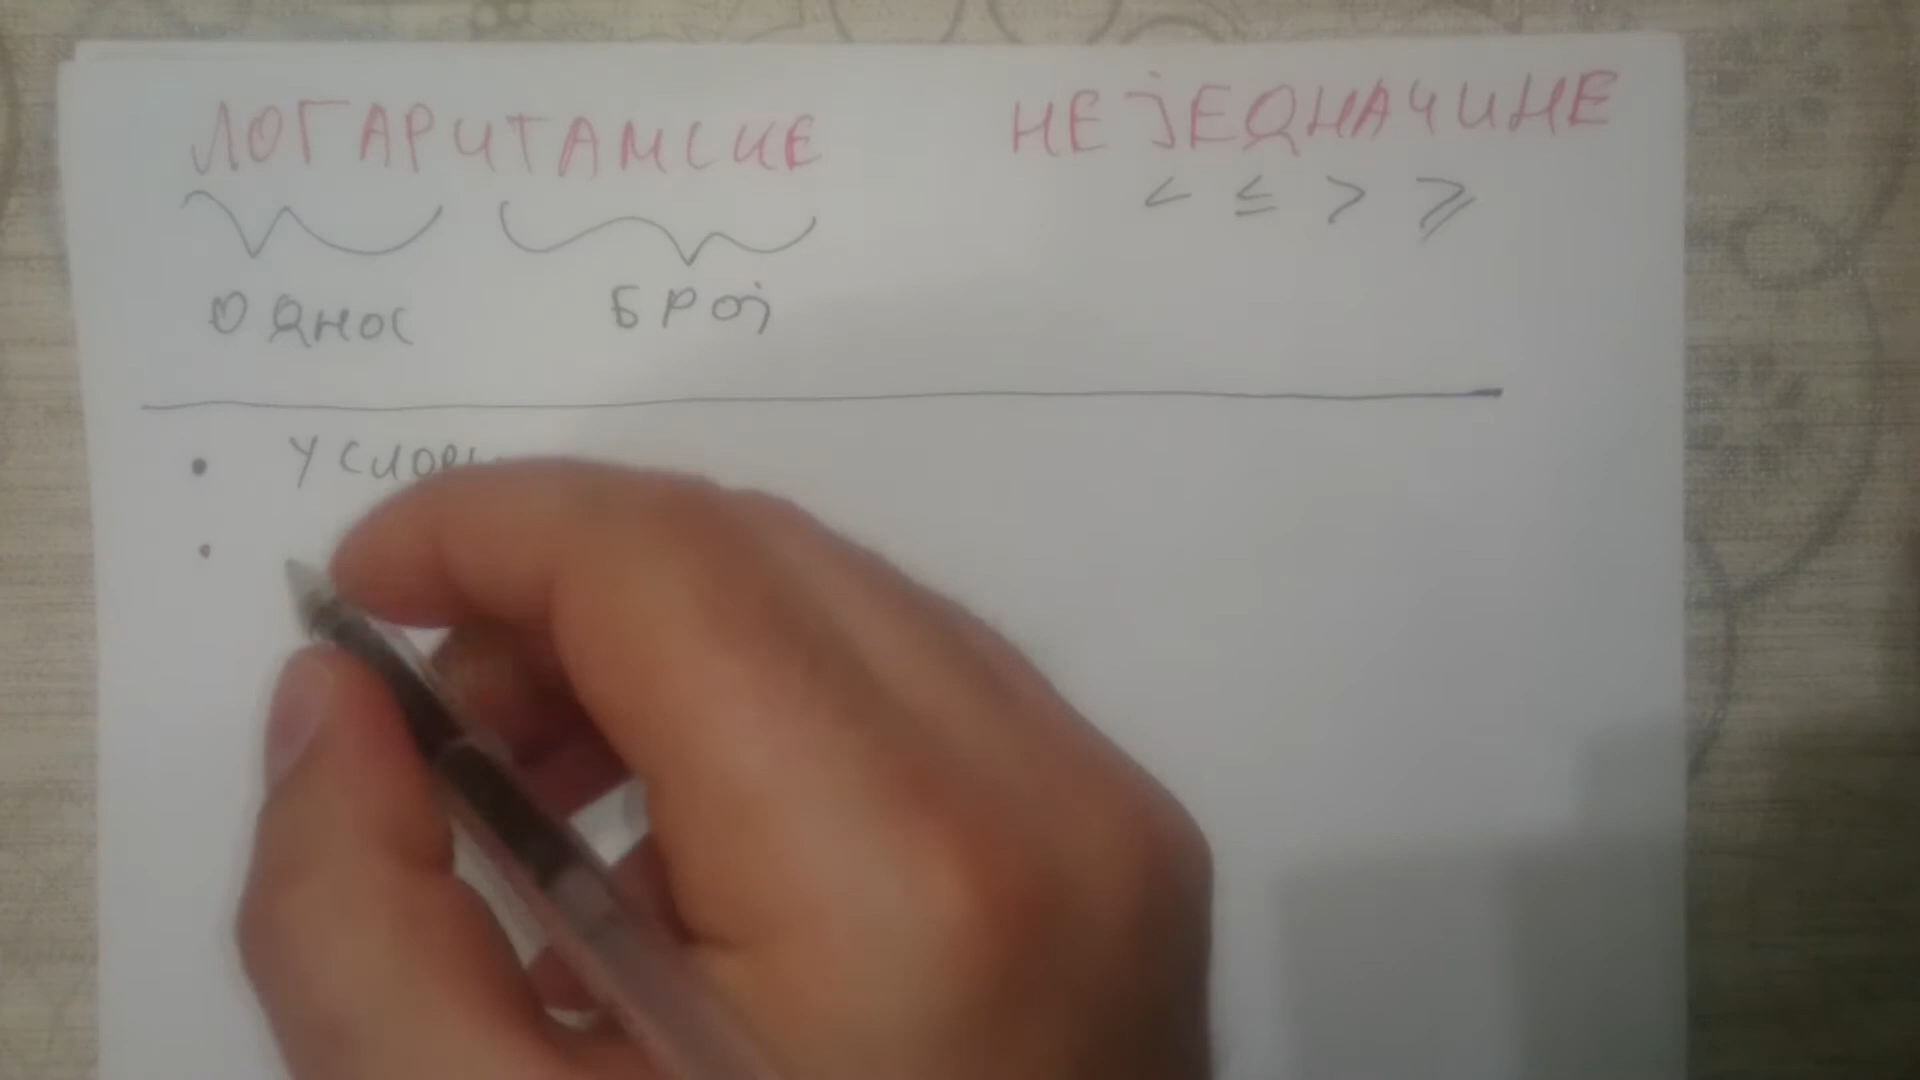 ЛОГАРИТАМСКЕ НЕЈЕДНАЧИНЕ
< ≤ > ≥
ОДНОС БРОЈ
•
•